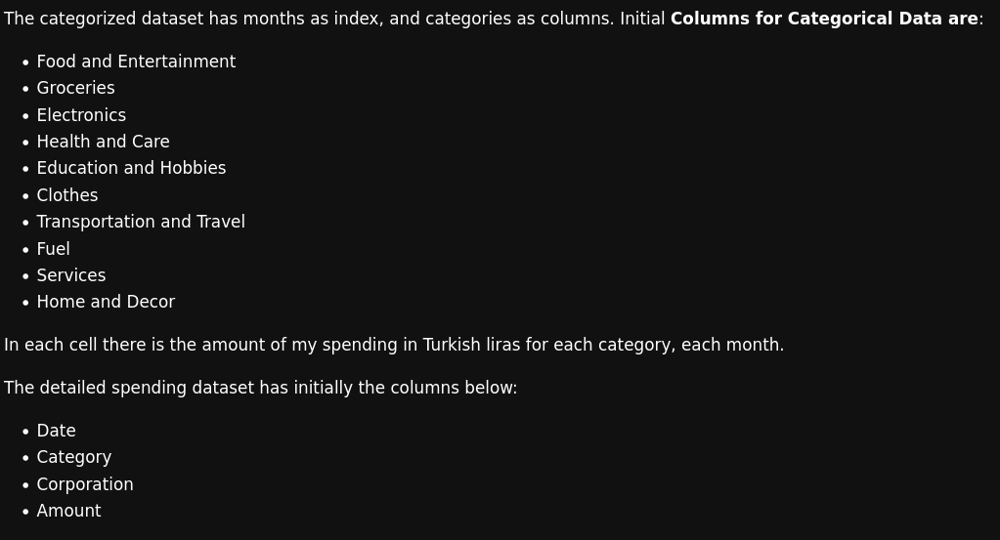 The categorized dataset has months as index, and categories as columns. Initial Columns for Categorical Data are:
• Food and Entertainment
• Groceries
• Electronics
• Health and Care
• Education and Hobbies
• Clothes
• Transportation and Travel
• Fuel
• Services
• Home and Decor
In each cell there is the amount of my spending in Turkish liras for each category, each month.
The detailed spending dataset has initially the columns below:
• Date
• Category
• Corporation
• Amount